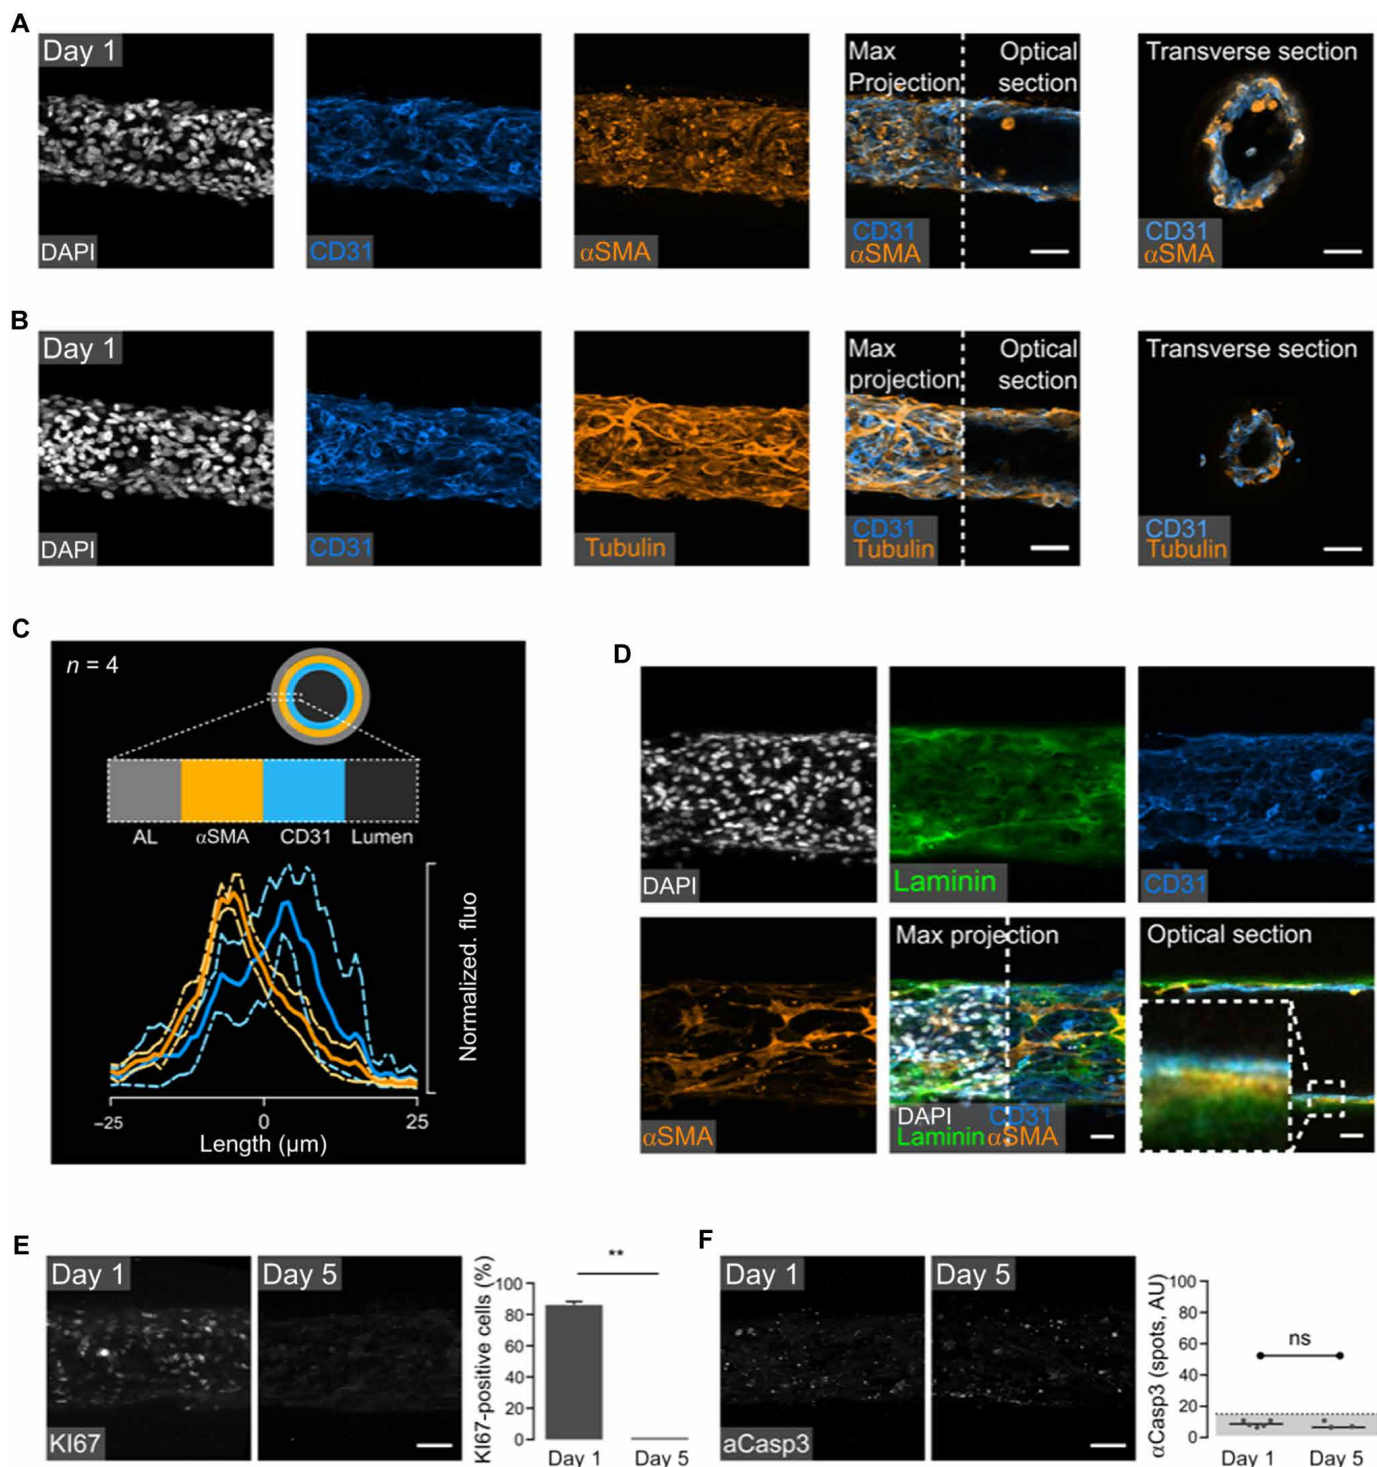 A
Day 1
DAPI
CD31
αSMA
Max
Projection
Optical
section
CD31
αSMA
Transverse section
CD31
αSMA
B
Day 1
DAPI
CD31
Tubulin
Max
projection
Optical
section
CD31
Tubulin
Transverse section
CD31
Tubulin
C
n = 4
AL
αSMA
CD31
Lumen
Normalized. fluo
−25
0
25
Length (µm)
D
DAPI
Laminin
CD31
αSMA
Max projection
DAPI CD31
Laminin αSMA
Optical section
E
Day 1
KI67
Day 5
KI67-positive cells (%)
100
80
60
40
20
0
**
Day 1
Day 5
F
Day 1
aCasp3
Day 5
αCasp3 (spots, AU)
100
80
60
40
20
0
ns
Day 1
Day 5